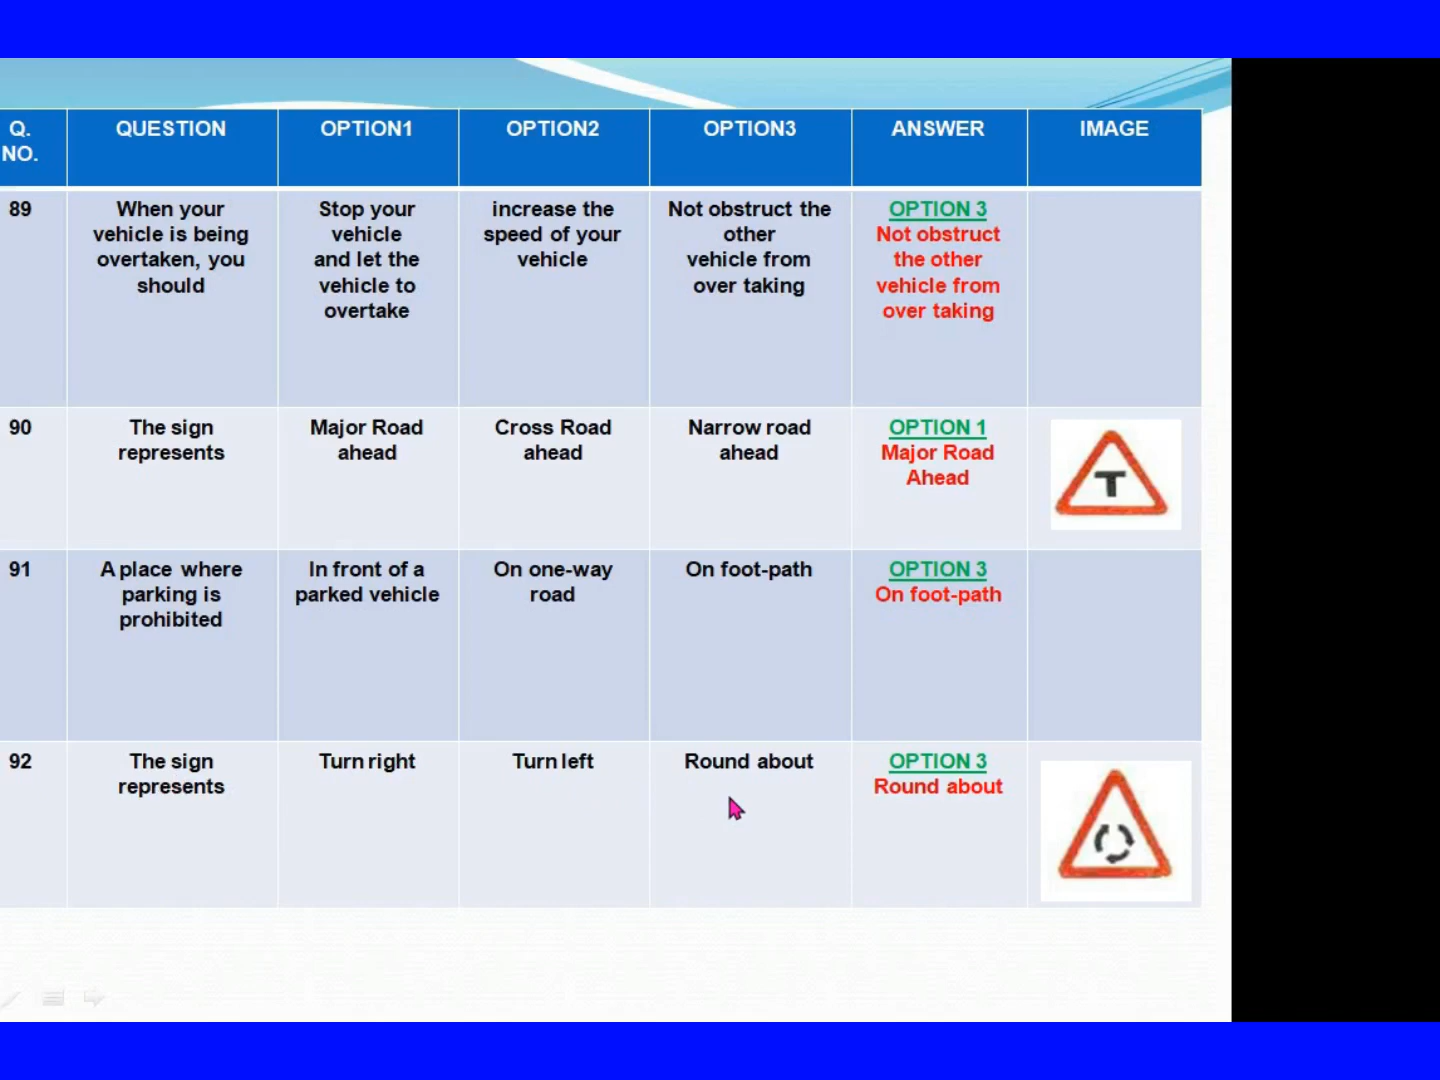 Q. NO.
QUESTION
OPTION1
OPTION2
OPTION3
ANSWER
IMAGE
89
When your
vehicle is being
overtaken, you
should
Stop your
vehicle
and let the
vehicle to
overtake
increase the
speed of your
vehicle
Not obstruct the
other
vehicle from
over taking
OPTION 3
Not obstruct
the other
vehicle from
over taking
90
The sign
represents
Major Road
ahead
Cross Road
ahead
Narrow road
ahead
OPTION 1
Major Road
Ahead
91
A place where
parking is
prohibited
In front of a
parked vehicle
On one-way
road
On foot-path
OPTION 3
On foot-path
92
The sign
represents
Turn right
Turn left
Round about
OPTION 3
Round about